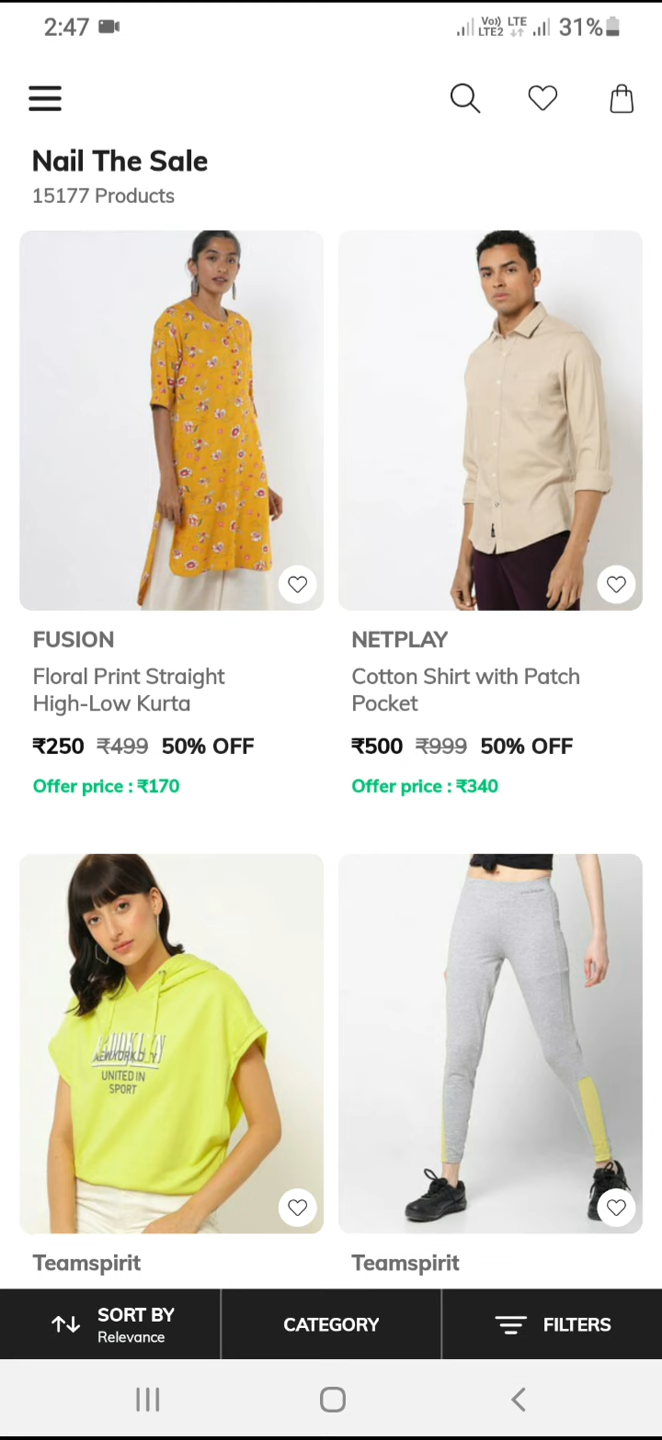 2:47
Vo)) LTE
LTE2
31%
Nail The Sale
15177 Products
FUSION
Floral Print Straight
High-Low Kurta
₹250 ₹499 50% OFF
Offer price : ₹170
NETPLAY
Cotton Shirt with Patch
Pocket
₹500 ₹999 50% OFF
Offer price : ₹340
UNITED IN
SPORT
Teamspirit
Teamspirit
SORT BY
Relevance
CATEGORY
FILTERS